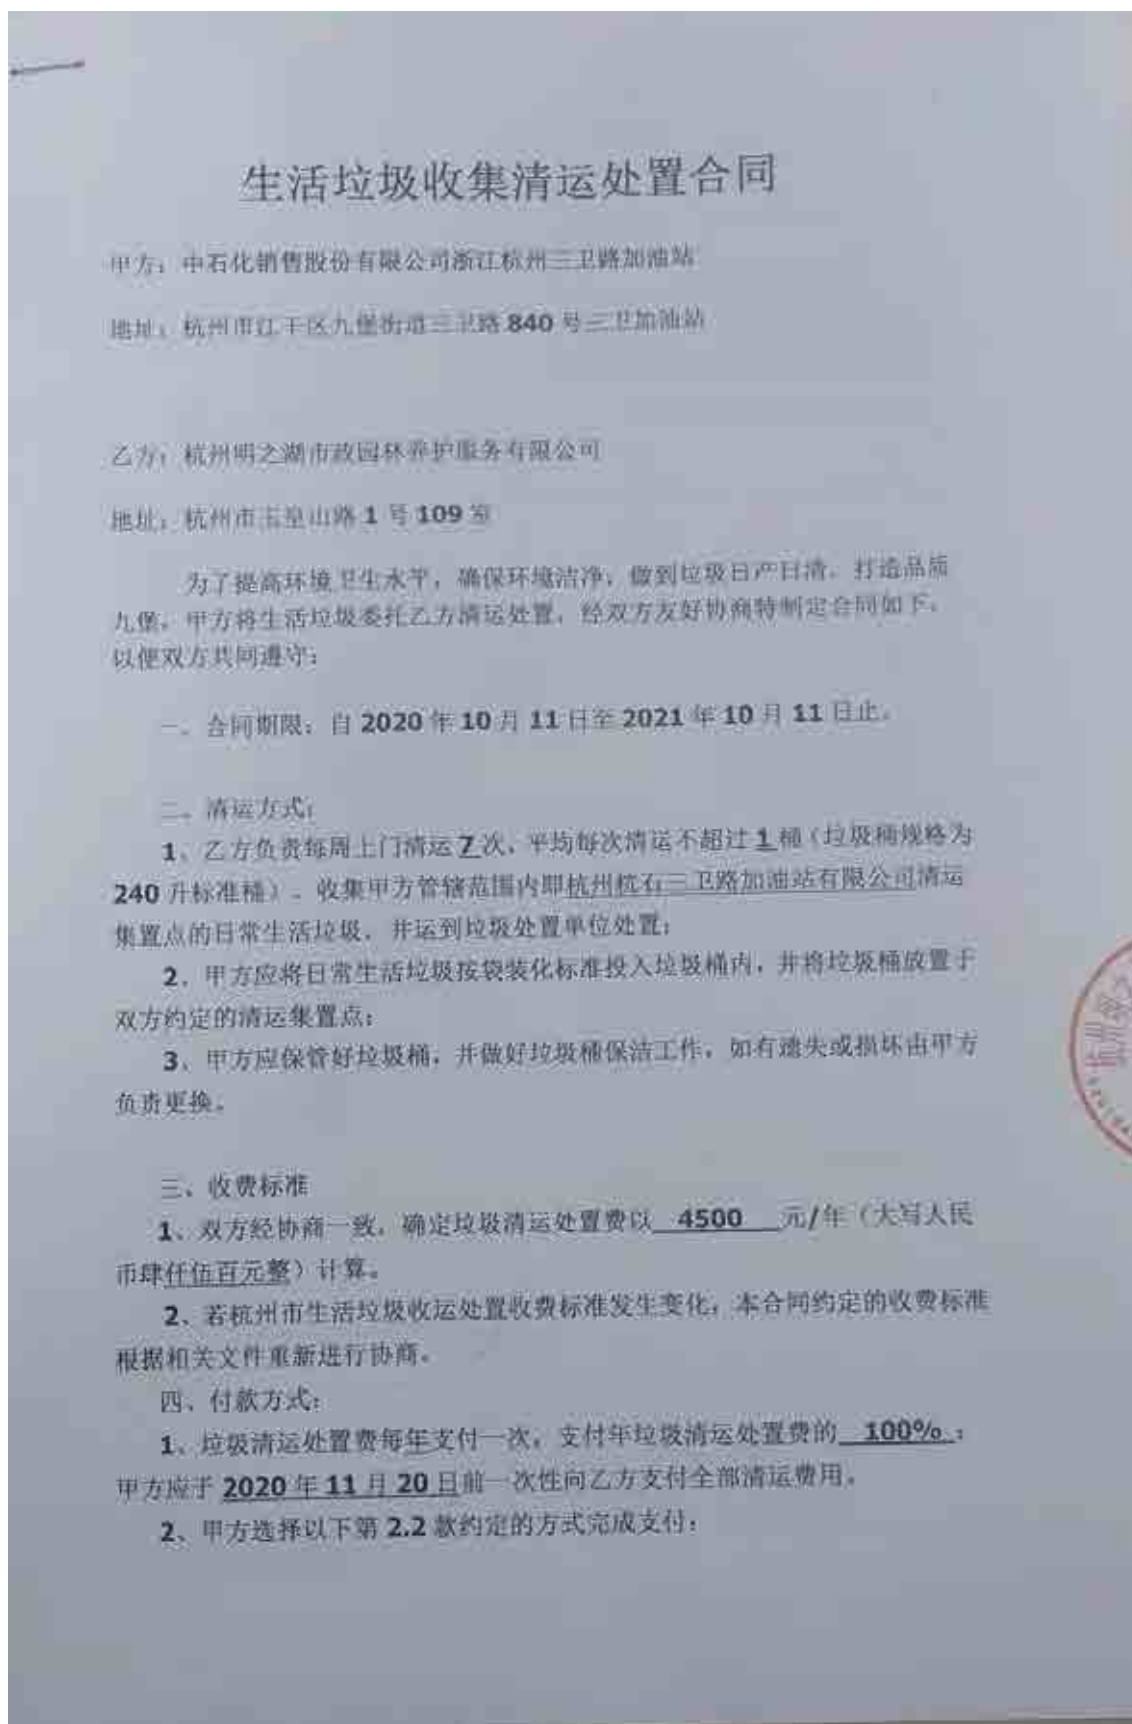 生活垃圾收集清运处置合同
甲方：中石化销售股份有限公司浙江杭州三卫路加油站
地址：杭州市江干区九堡街道三卫路840号三卫加油站
乙方：杭州明之湖市政园林养护服务有限公司
地址：杭州市玉皇山路1号109室
为了提高环境卫生水平，确保环境洁净，做到垃圾日产日清，打造品质
九堡，甲方将生活垃圾委托乙方清运处置，经双方友好协商特制定合同如下，
以便双方共同遵守：
一、合同期限：自2020年10月11日至2021年10月11日止。
二、清运方式：
1、乙方负责每周上门清运7次，平均每次清运不超过1桶（垃圾桶规格为
240升标准桶）。收集甲方管辖范围内即杭州杭石三卫路加油站有限公司清运
集置点的日常生活垃圾，并运到垃圾处置单位处置；
2、甲方应将日常生活垃圾按袋装化标准投入垃圾桶内，并将垃圾桶放置于
双方约定的清运集置点；
3、甲方应保管好垃圾桶，并做好垃圾桶保洁工作，如有遗失或损坏由甲方
负责更换。
三、收费标准
1、双方经协商一致，确定垃圾清运处置费以 4500 元/年（大写人民
币肆仟伍百元整）计算。
2、若杭州市生活垃圾收运处置收费标准发生变化，本合同约定的收费标准
根据相关文件重新进行协商。
四、付款方式：
1、垃圾清运处置费每年支付一次，支付年垃圾清运处置费的 100% ；
甲方应于 2020年11月20日前一次性向乙方支付全部清运费用。
2、甲方选择以下第2.2款约定的方式完成支付：
杭州明之